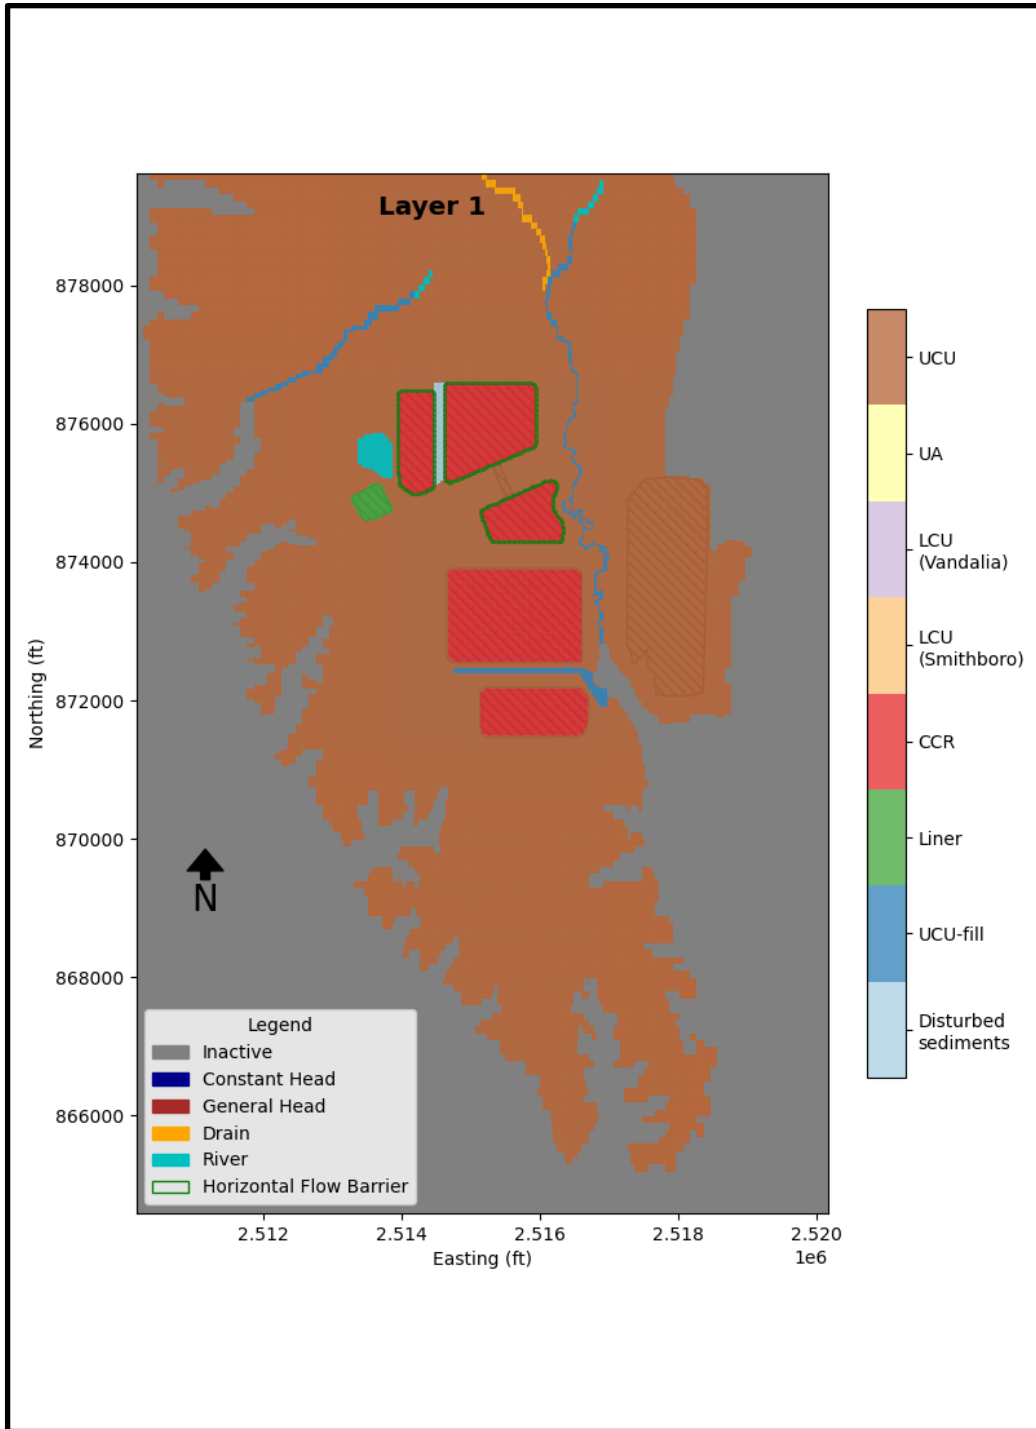 Layer 1
878000
876000
874000
872000
870000
868000
866000
Northing (ft)
N
Legend
Inactive
Constant Head
General Head
Drain
River
Horizontal Flow Barrier
2.512
2.514
2.516
2.518
2.520
1e6
Easting (ft)
UCU
UA
LCU
(Vandalia)
LCU
(Smithboro)
CCR
Liner
UCU-fill
Disturbed
sediments